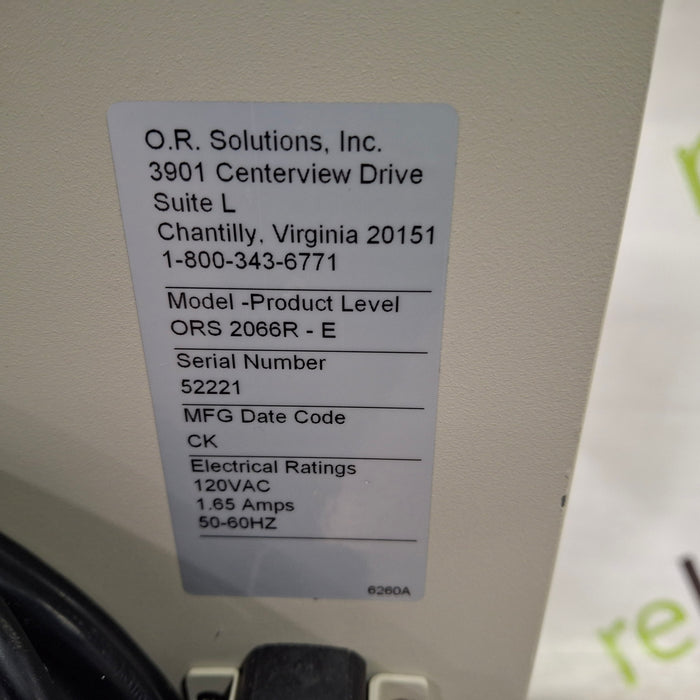 O.R. Solutions, Inc.
3901 Centerview Drive
Suite L
Chantilly, Virginia 20151
1-800-343-6771
Model -Product Level
ORS 2066R - E
Serial Number
52221
MFG Date Code
CK
Electrical Ratings
120VAC
1.65 Amps
50-60HZ
6260A
re